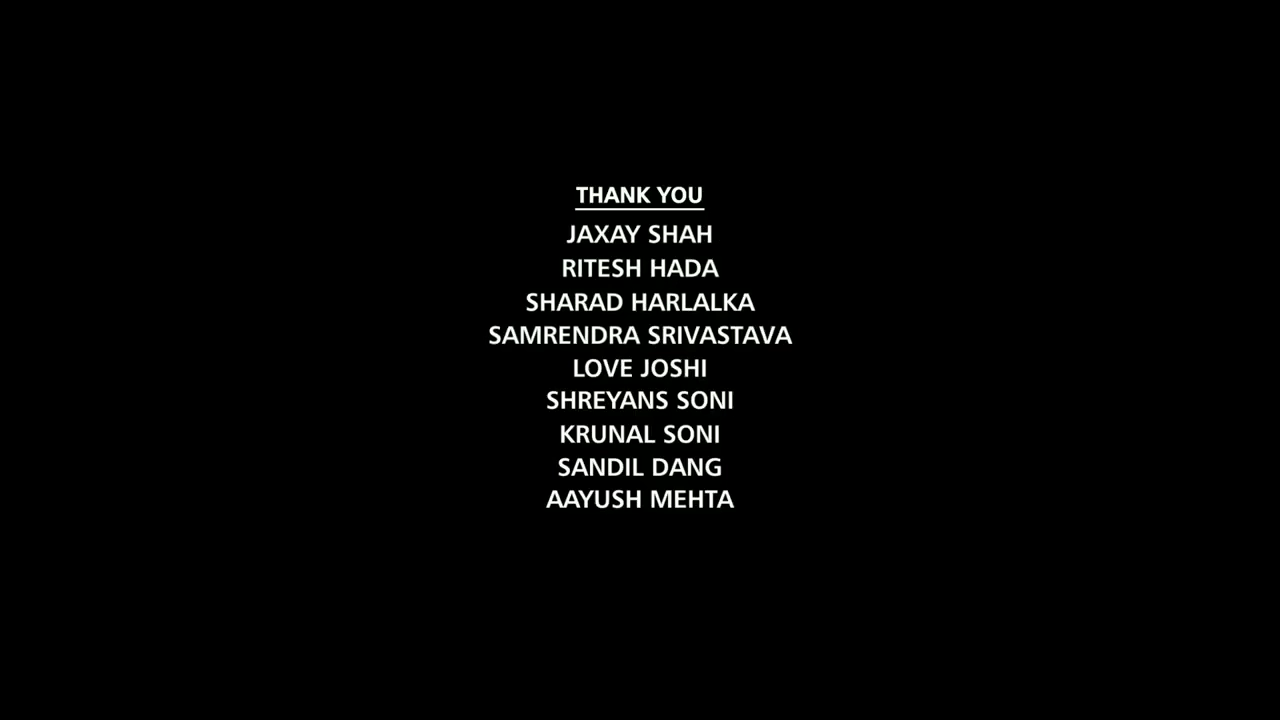 THANK YOU
JAXAY SHAH
RITESH HADA
SHARAD HARLALKA
SAMRENDRA SRIVASTAVA
LOVE JOSHI
SHREYANS SONI
KRUNAL SONI
SANDIL DANG
AAYUSH MEHTA